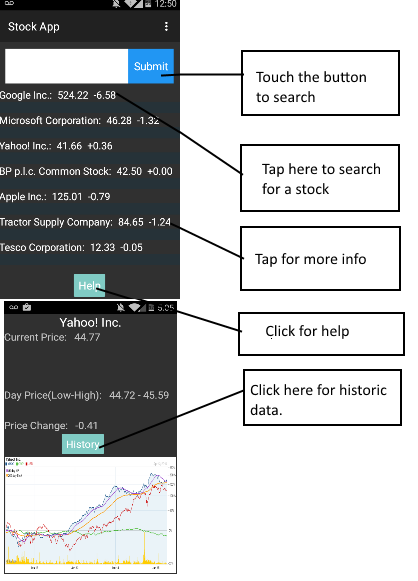 12:50
Stock App
Submit
Google Inc.: 524.22 -6.58
Microsoft Corporation: 46.28 -1.32
Yahoo! Inc.: 41.66 +0.36
BP p.l.c. Common Stock: 42.50 +0.00
Apple Inc.: 125.01 -0.79
Tractor Supply Company: 84.65 -1.24
Tesco Corporation: 12.33 -0.05
Help
Touch the button
to search
Tap here to search
for a stock
Tap for more info
Click for help
Click here for historic
data.
5:05
Yahoo! Inc.
Current Price: 44.77
Day Price(Low-High): 44.72 - 45.59
Price Change: -0.41
History
Yahoo! Inc.